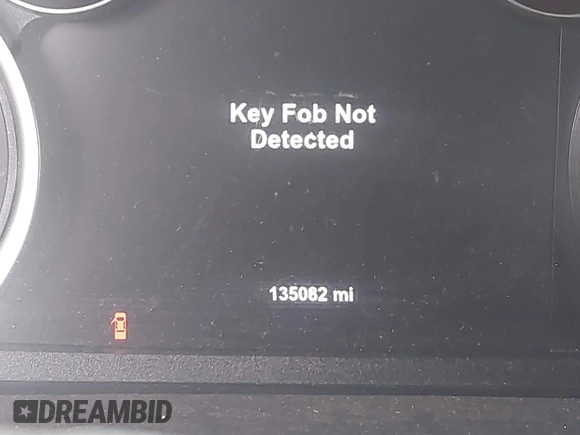 Key Fob Not
Detected
135082 mi
DREAMBID